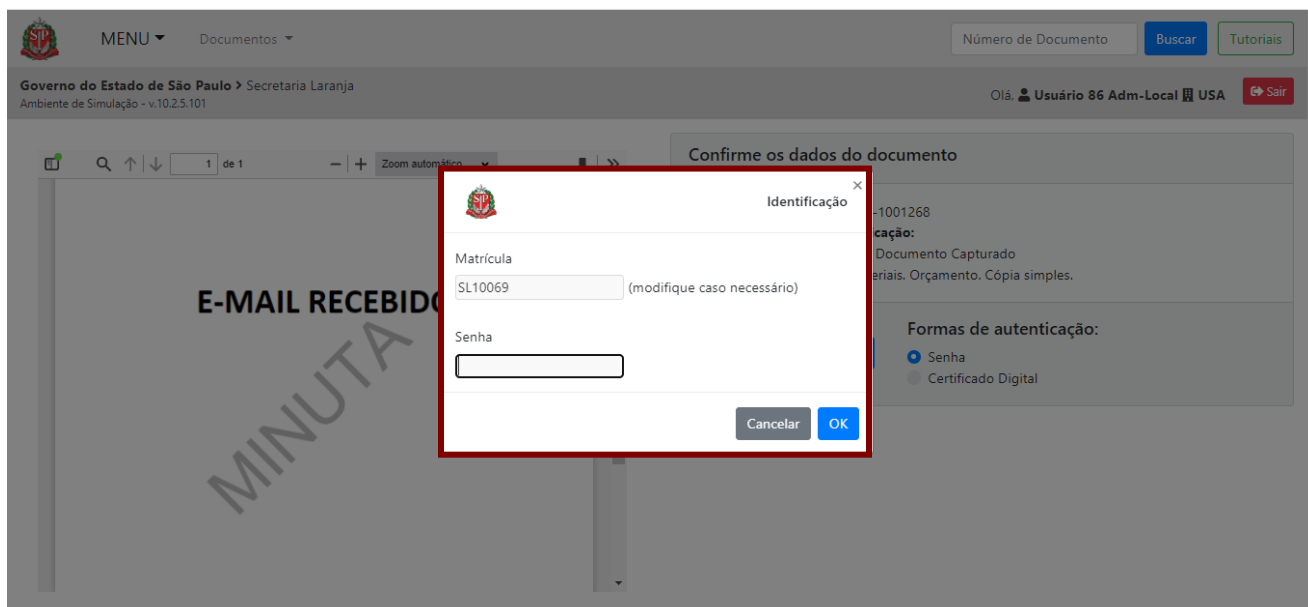 MENU Documentos Número de Documento Buscar Tutoriais
Governo do Estado de São Paulo > Secretaria Laranja
Ambiente de Simulação - v.10.2.5.101
Olá, Usuário 86 Adm-Local USA Sair
1 de 1 Zoom automático
E-MAIL RECEBIDO
MINUTA
Confirme os dados do documento
-1001268
cação:
Documento Capturado
eriais. Orçamento. Cópia simples.
Formas de autenticação:
Senha
Certificado Digital
Identificação
×
Matrícula
SL10069 (modifique caso necessário)
Senha
Cancelar OK